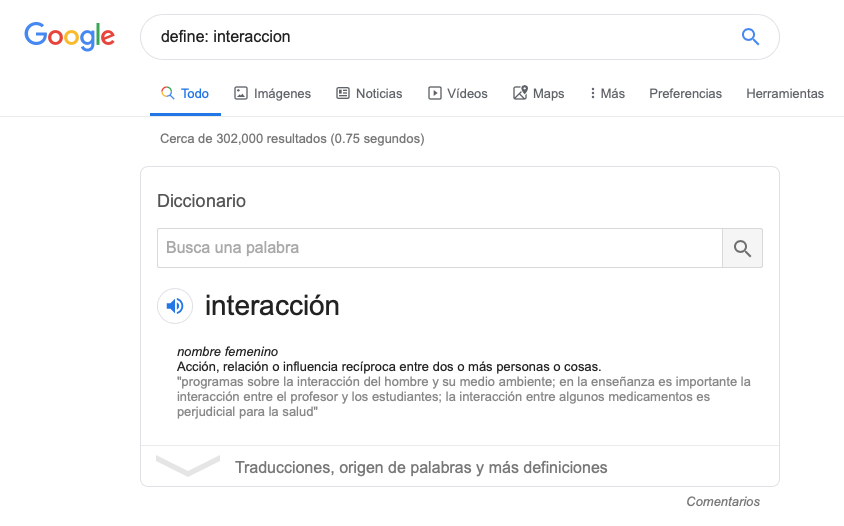 Google
define: interaccion
Todo Imágenes Noticias Vídeos Maps Más Preferencias Herramientas
Cerca de 302,000 resultados (0.75 segundos)
Diccionario
Busca una palabra
interacción
nombre femenino
Acción, relación o influencia recíproca entre dos o más personas o cosas.
"programas sobre la interacción del hombre y su medio ambiente; en la enseñanza es importante la
interacción entre el profesor y los estudiantes; la interacción entre algunos medicamentos es
perjudicial para la salud"
Traducciones, origen de palabras y más definiciones
Comentarios